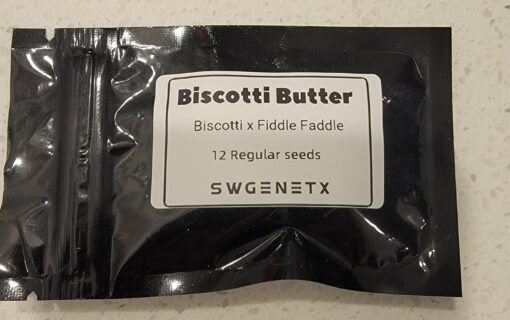 Biscotti Butter
Biscotti x Fiddle Faddle
12 Regular seeds
SWGENETX